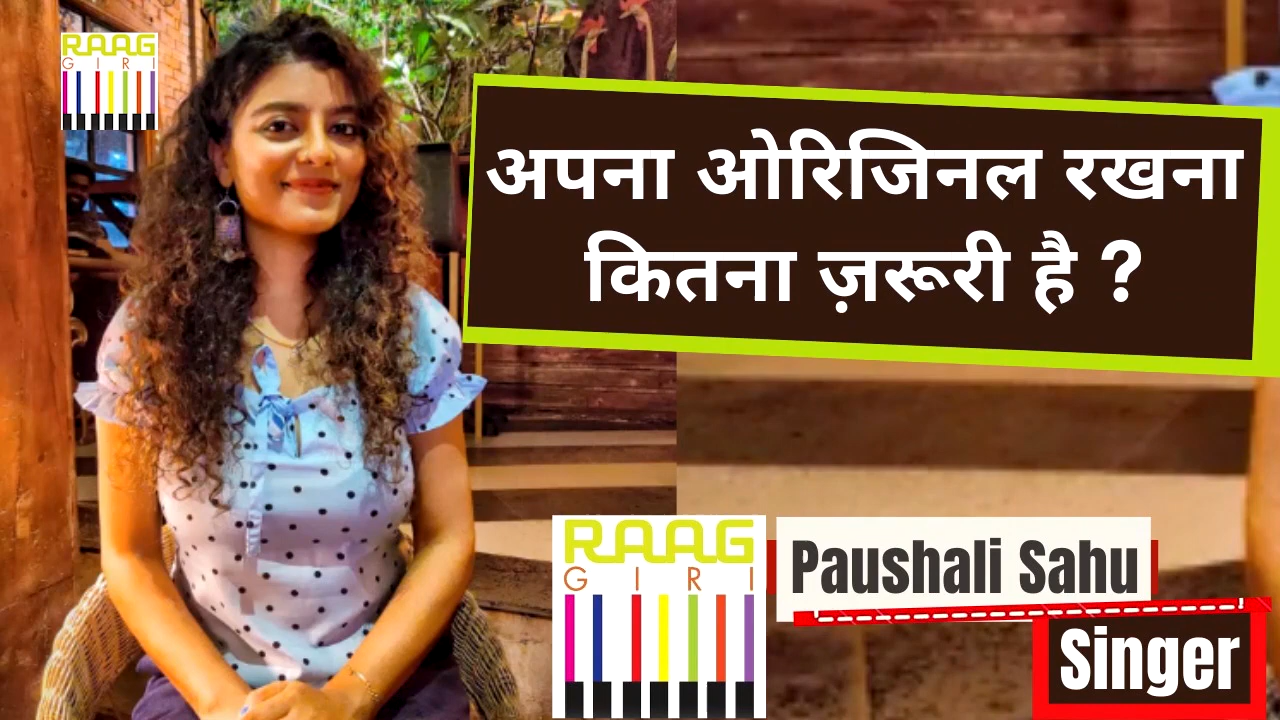 RAAG
GIRI
अपना ओरिजिनल रखना
कितना ज़रूरी है ?
RAAG
GIRI
Paushali Sahu
Singer